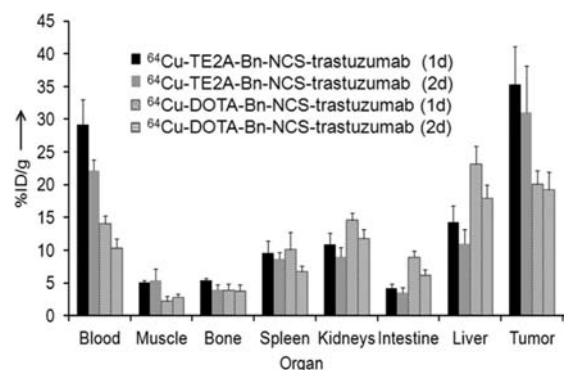 45
40
35
30
25
20
15
10
5
0
%ID/g
⁶⁴Cu-TE2A-Bn-NCS-trastuzumab (1d)
⁶⁴Cu-TE2A-Bn-NCS-trastuzumab (2d)
⁶⁴Cu-DOTA-Bn-NCS-trastuzumab (1d)
⁶⁴Cu-DOTA-Bn-NCS-trastuzumab (2d)
Blood Muscle Bone Spleen Kidneys Intestine Liver Tumor
Organ